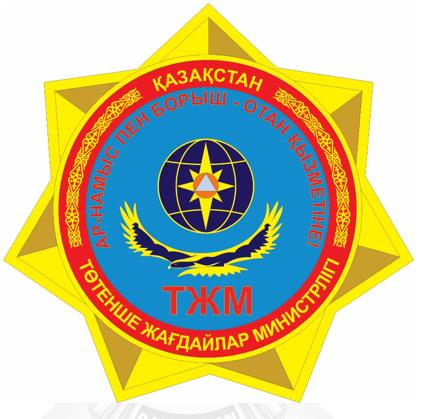 ҚАЗАҚСТАН
АР-НАМЫС ПЕН БОРЫШ - ОТАН ҚЫЗМЕТІНЕ!
ТЖМ
ТӨТЕНШЕ ЖАҒДАЙЛАР МИНИСТРЛІГІ